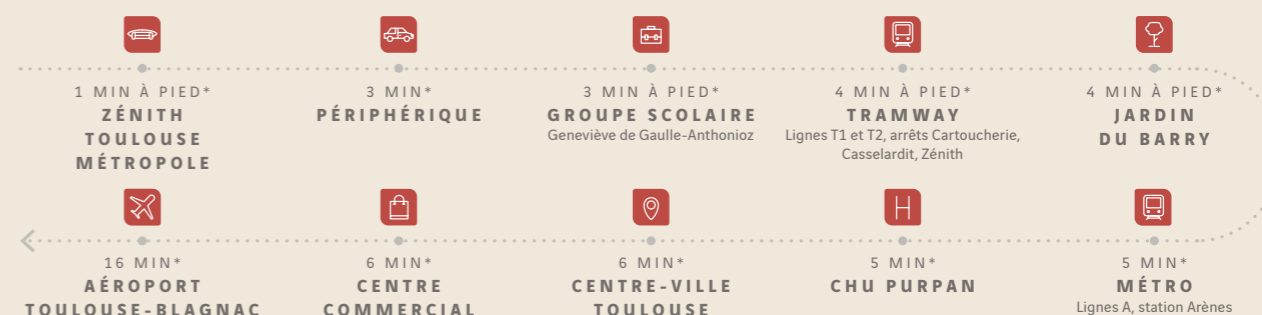 1 MIN À PIED*
ZÉNITH
TOULOUSE
MÉTROPOLE
3 MIN*
PÉRIPHÉRIQUE
3 MIN À PIED*
GROUPE SCOLAIRE
Geneviève de Gaulle-Anthonioz
4 MIN À PIED*
TRAMWAY
Lignes T1 et T2, arrêts Cartoucherie,
Casselardit, Zénith
4 MIN À PIED*
JARDIN
DU BARRY
16 MIN*
AÉROPORT
TOULOUSE-BLAGNAC
6 MIN*
CENTRE
COMMERCIAL
6 MIN*
CENTRE-VILLE
TOULOUSE
H
5 MIN*
CHU PURPAN
5 MIN*
MÉTRO
Lignes A, station Arènes